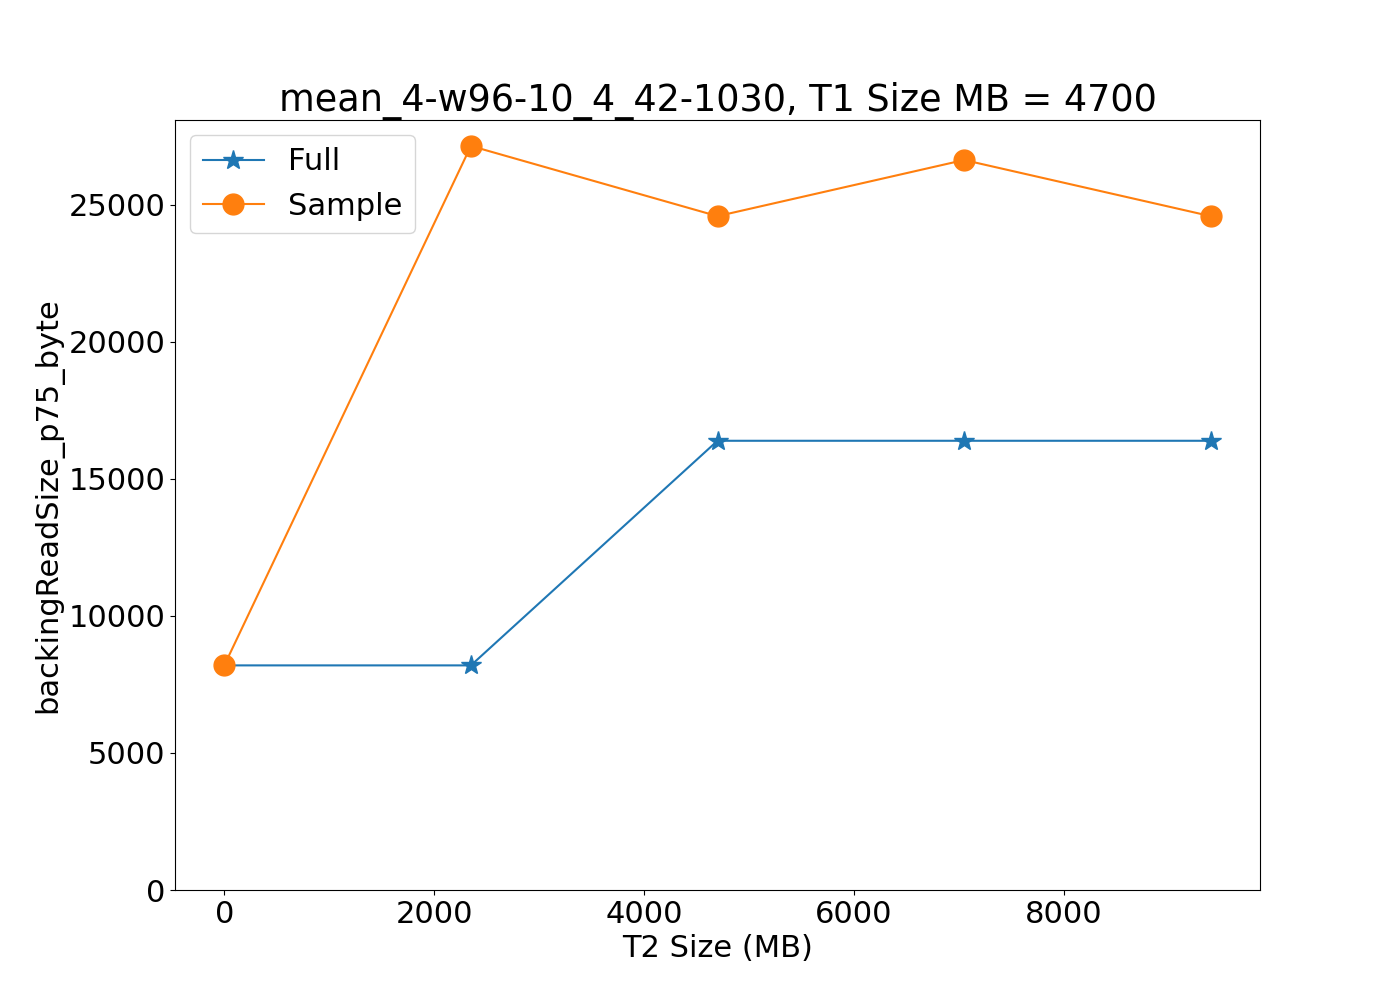 mean_4-w96-10_4_42-1030, T1 Size MB = 4700
Full
Sample
backingReadSize_p75_byte
25000
20000
15000
10000
5000
0
0 2000 4000 6000 8000
T2 Size (MB)